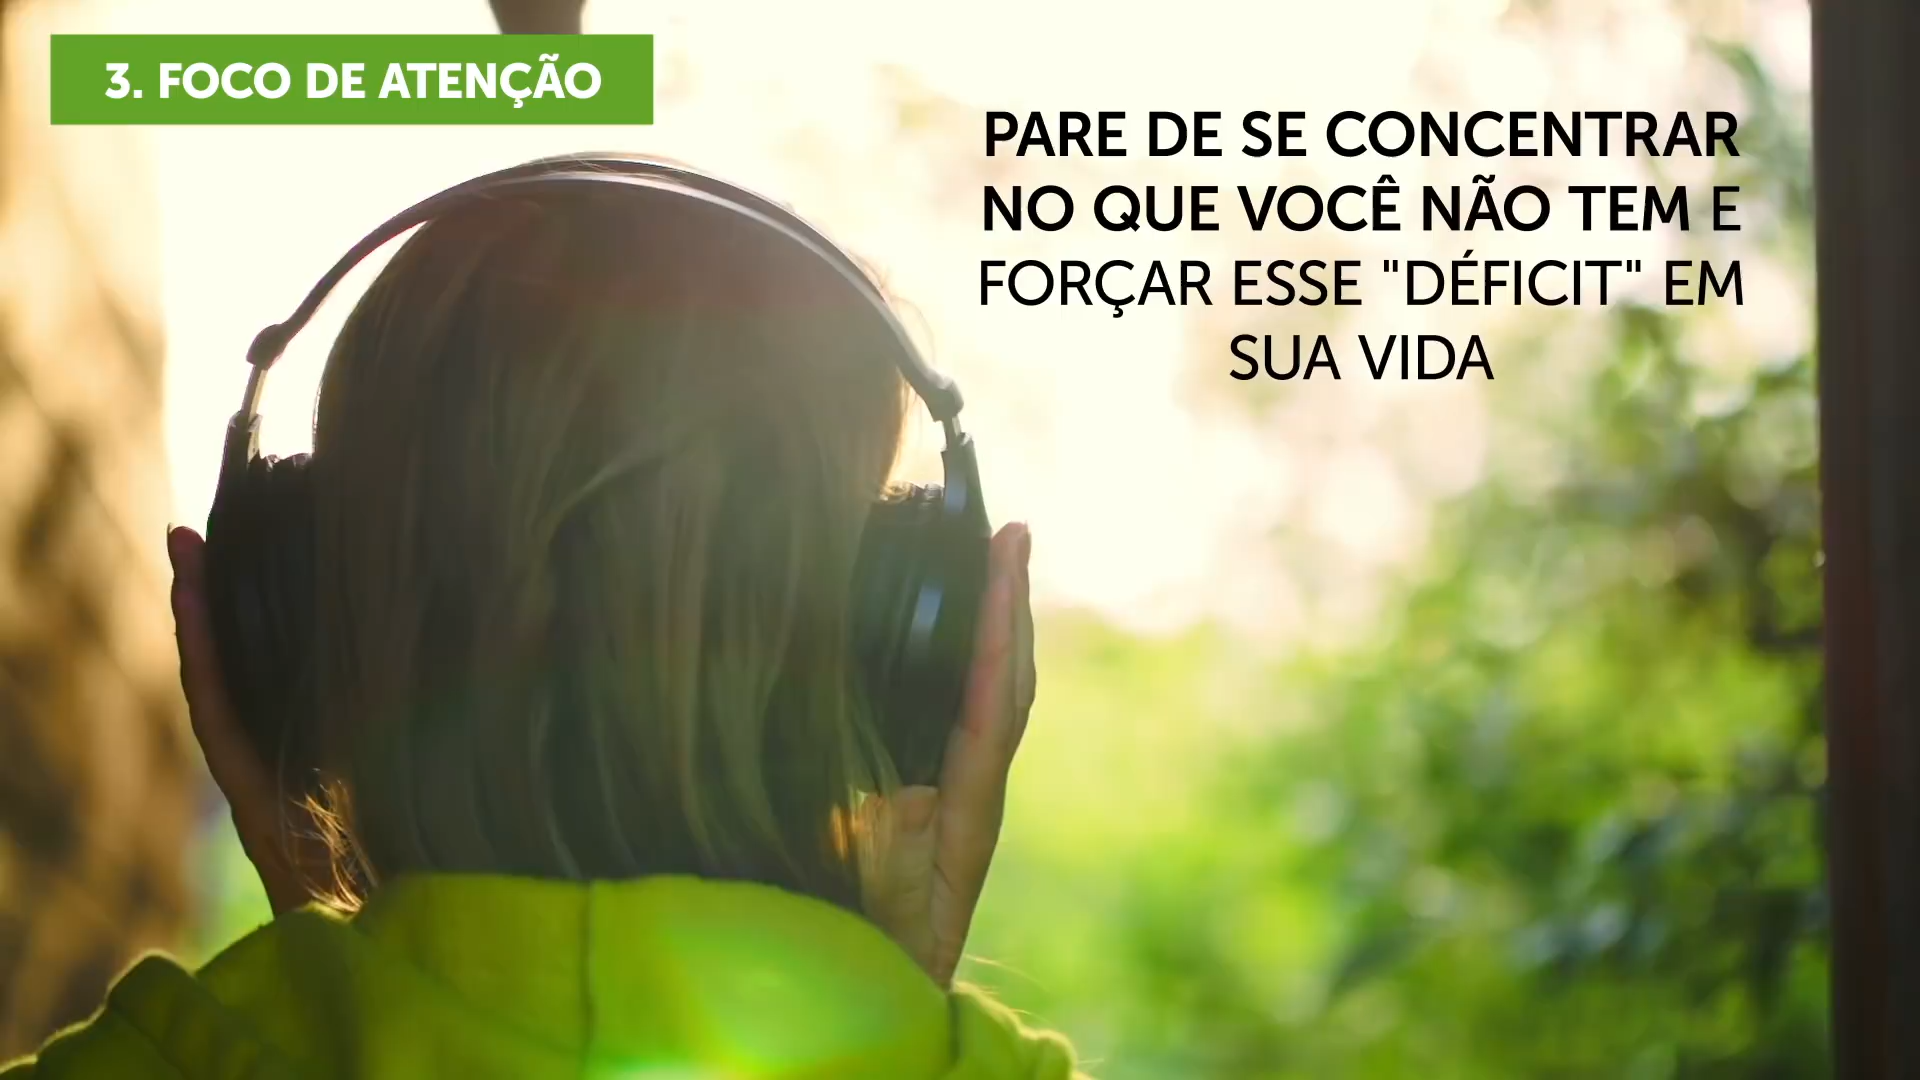 3. FOCO DE ATENÇÃO
PARE DE SE CONCENTRAR
NO QUE VOCÊ NÃO TEM E
FORÇAR ESSE "DÉFICIT" EM
SUA VIDA